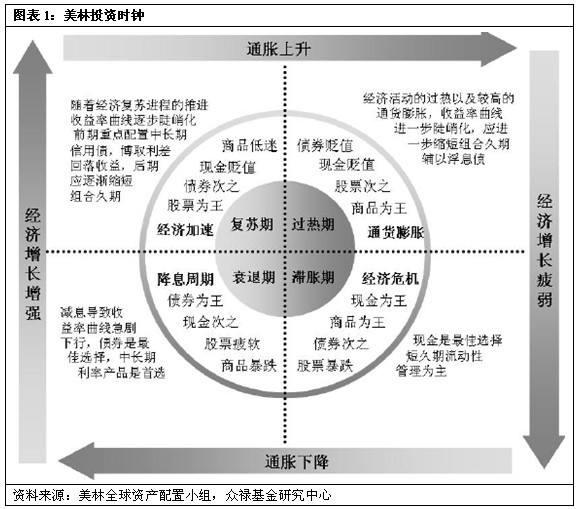 图表1：美林投资时钟
通胀上升
随着经济复苏进程的推进
收益率曲线逐步陡峭化
前期重点配置中长期
信用债，博取利差
回落收益，后期
应逐渐缩短
组合久期
经济活动的过热以及较高的
通货膨胀，收益率曲线
进一步陡峭化，应进
一步缩短组合久期
辅以浮息债
商品低迷
现金贬值
债券次之
股票为王
经济加速
复苏期
债券贬值
现金贬值
股票次之
商品为王
通货膨胀
过热期
经济增长增强
经济增长疲弱
降息周期
衰退期
债券为王
现金次之
股票疲软
商品暴跌
滞胀期
经济危机
现金为王
商品为王
债券次之
股票暴跌
减息导致收
益率曲线急剧
下行，债券是最
佳选择，中长期
利率产品是首选
现金是最佳选择
短久期流动性
管理为主
通胀下降
资料来源：美林全球资产配置小组，众禄基金研究中心